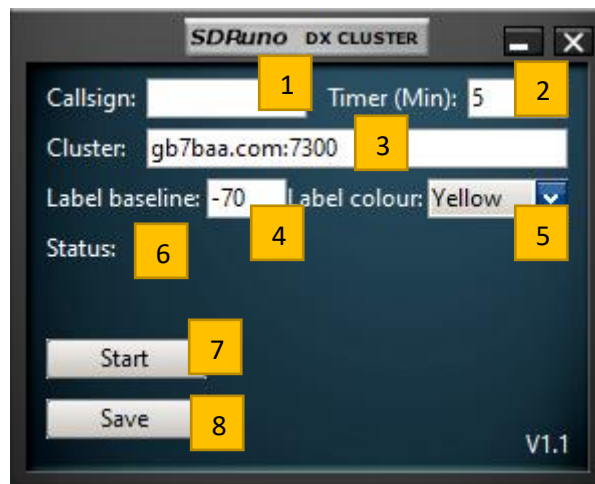 SDRuno DX CLUSTER
Callsign: 1 Timer (Min): 5 2
Cluster: gb7baa.com:7300 3
Label baseline: -70 4 Label colour: Yellow 5
Status: 6
Start 7
Save 8
V1.1